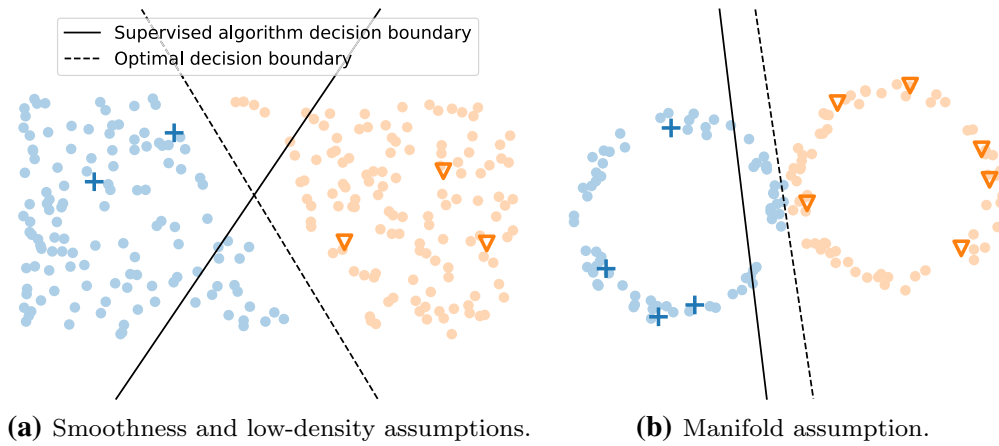 Supervised algorithm decision boundary
Optimal decision boundary
(a) Smoothness and low-density assumptions.
(b) Manifold assumption.